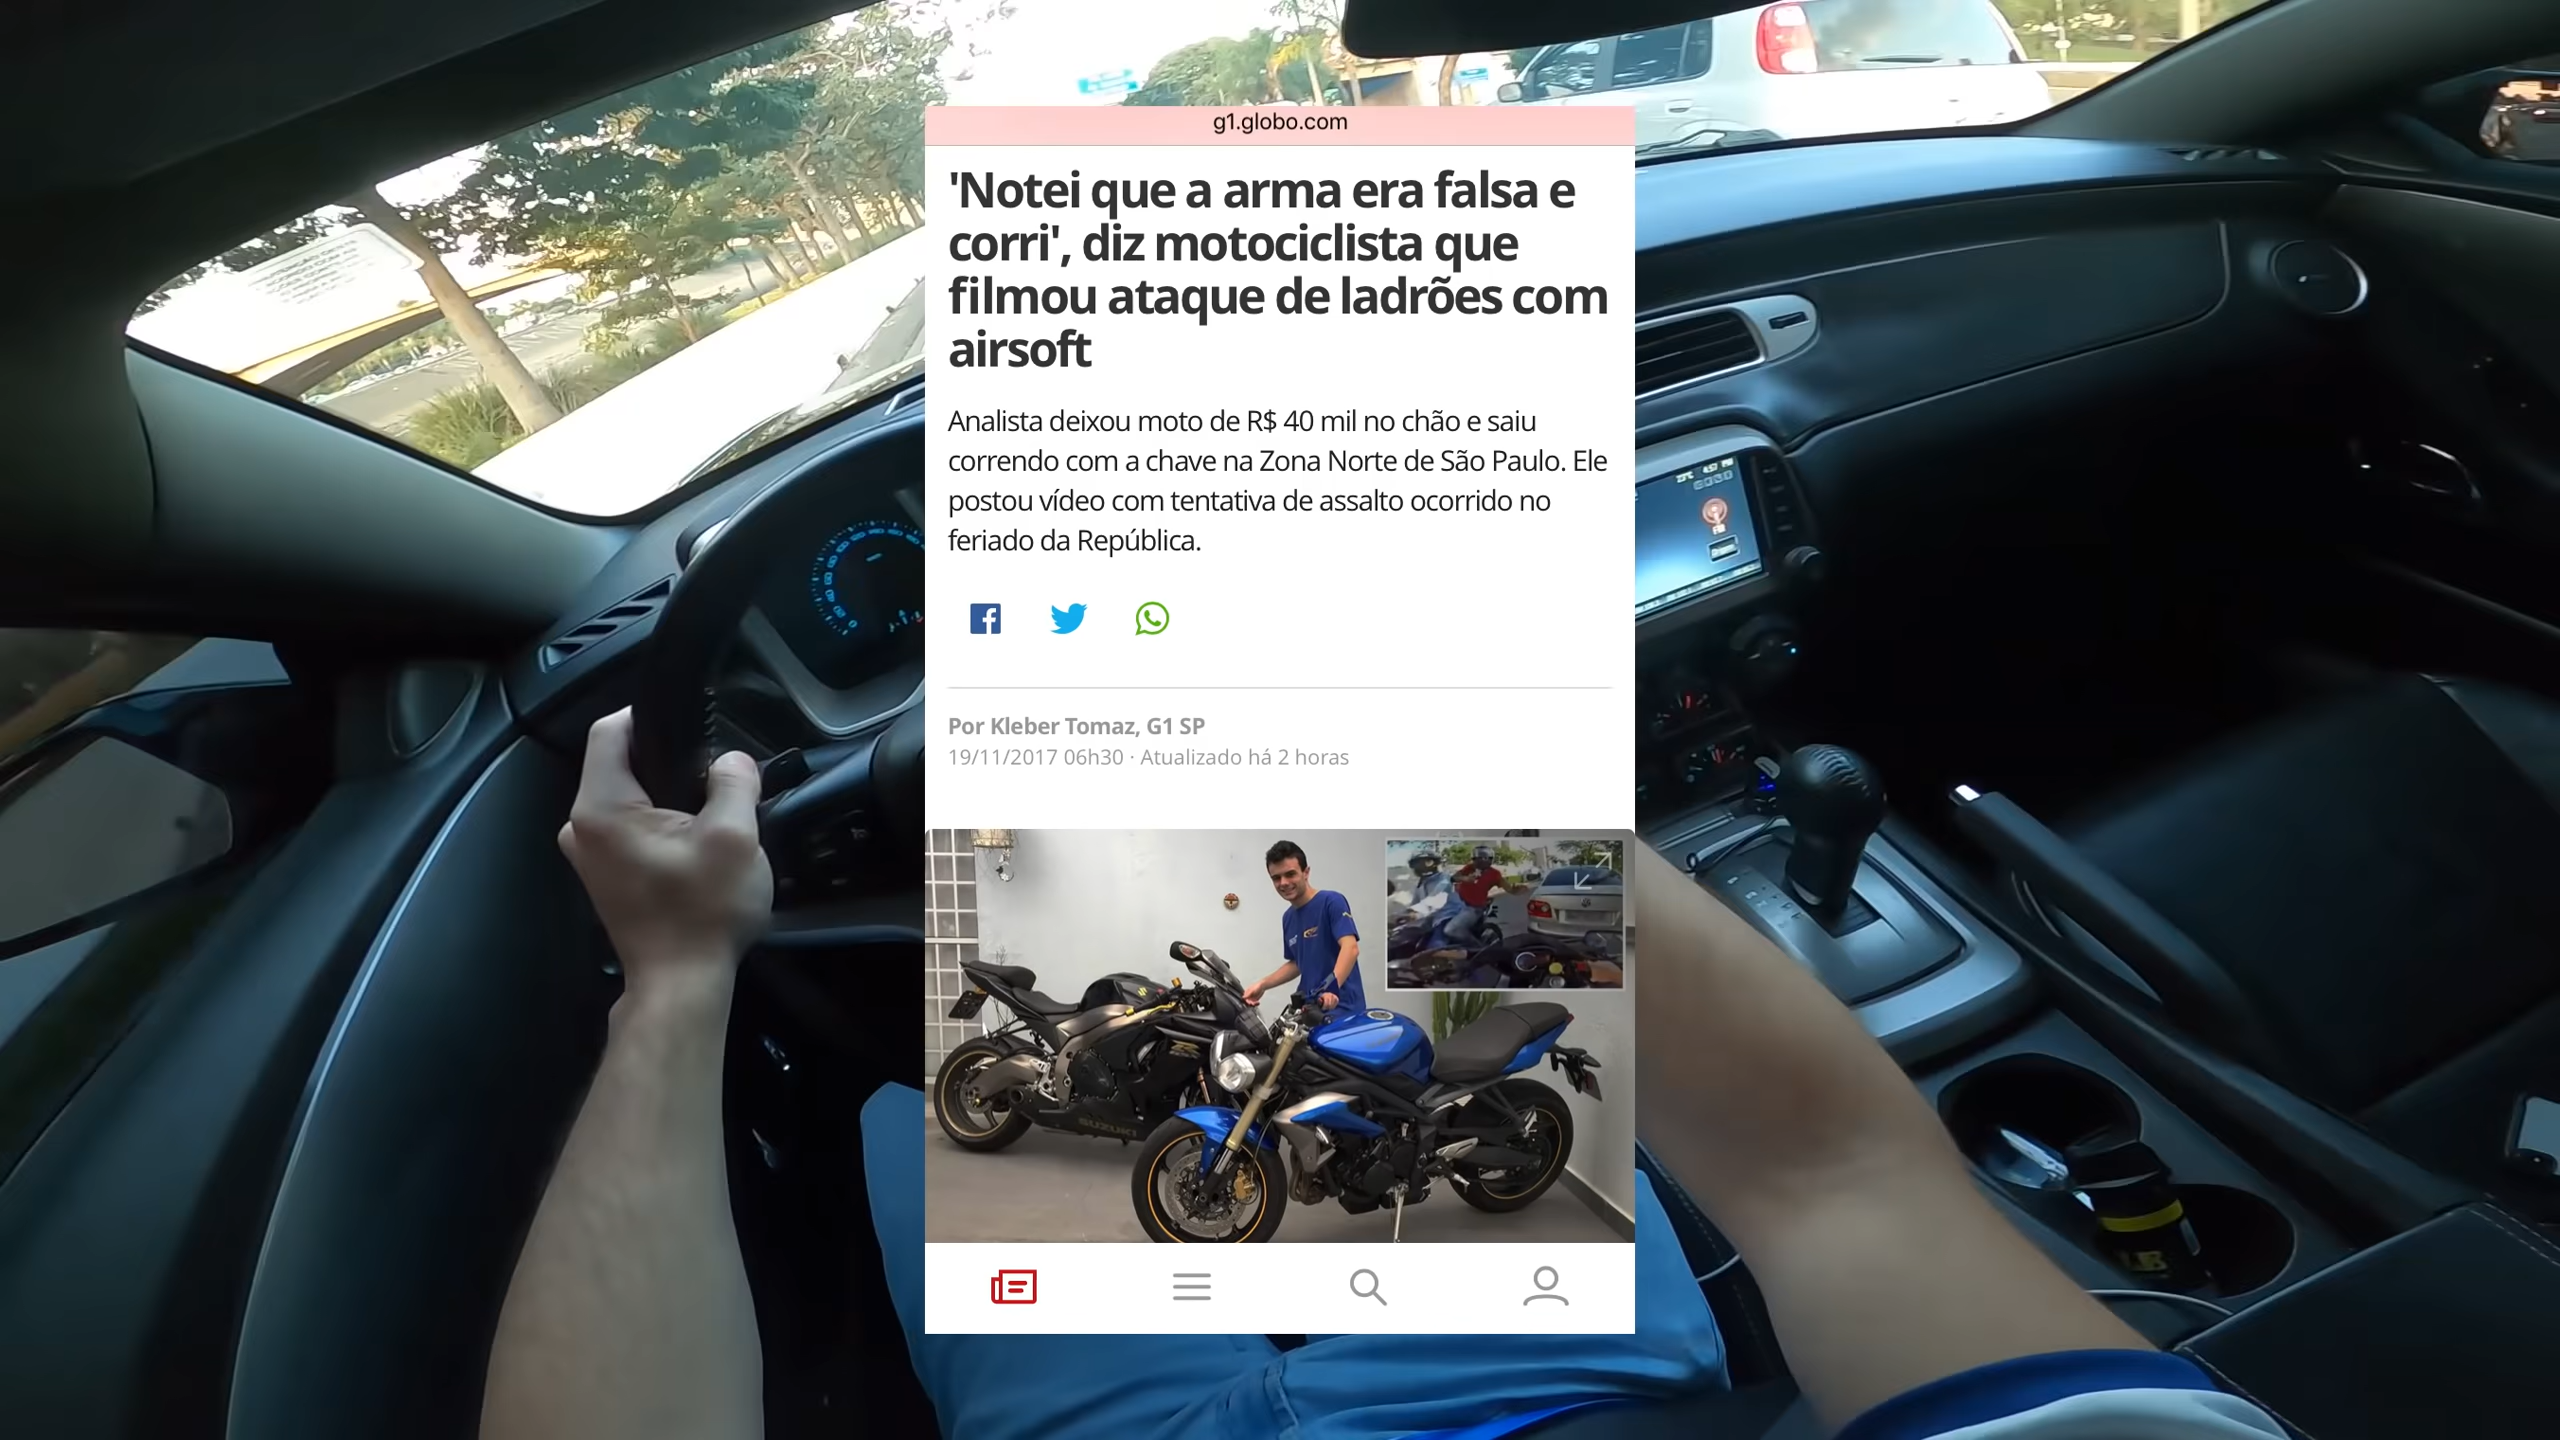 g1.globo.com
'Notei que a arma era falsa e
corri', diz motociclista que
filmou ataque de ladrões com
airsoft
Analista deixou moto de R$ 40 mil no chão e saiu
correndo com a chave na Zona Norte de São Paulo. Ele
postou vídeo com tentativa de assalto ocorrido no
feriado da República.
Por Kleber Tomaz, G1 SP
19/11/2017 06h30 · Atualizado há 2 horas
SUZUKI
FM